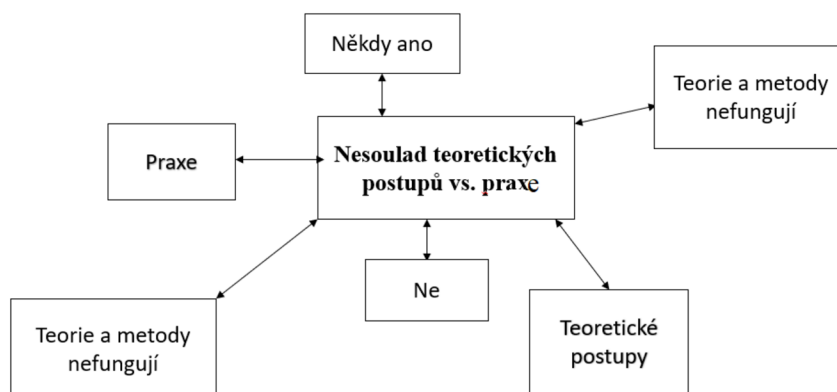 Někdy ano
Teorie a metody
nefungují
Praxe
Nesoulad teoretických
postupů vs. praxe
Ne
Teorie a metody
nefungují
Teoretické
postupy